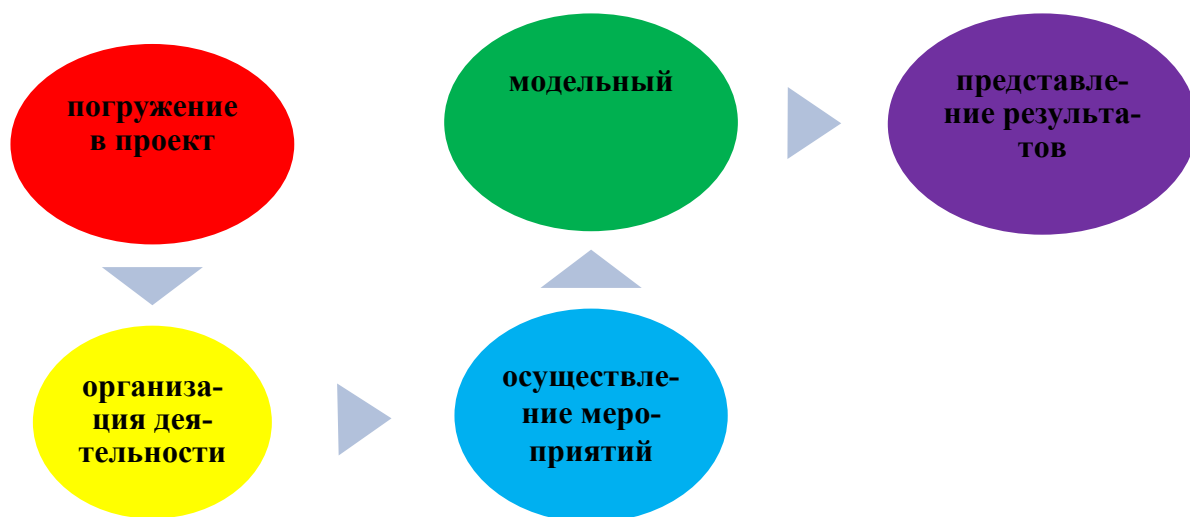 погружение
в проект
организа-
ция дея-
тельности
осуществле-
ние меро-
приятий
модельный
представле-
ние результа-
тов